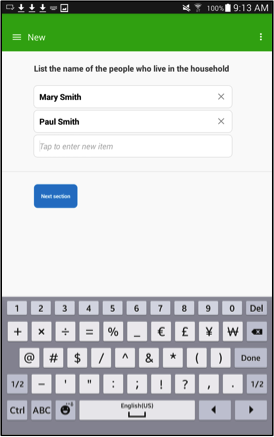 100% 9:13 AM
New
List the name of the people who live in the household
Mary Smith
Paul Smith
Tap to enter new item
Next section
1 2 3 4 5 6 7 8 9 0 Del
+ × ÷ = % _ € £ ¥ ₩
@ # $ / ^ & * ( ) Done
1/2 - ' " : ; ! ? , . 1/2
Ctrl ABC English(US)